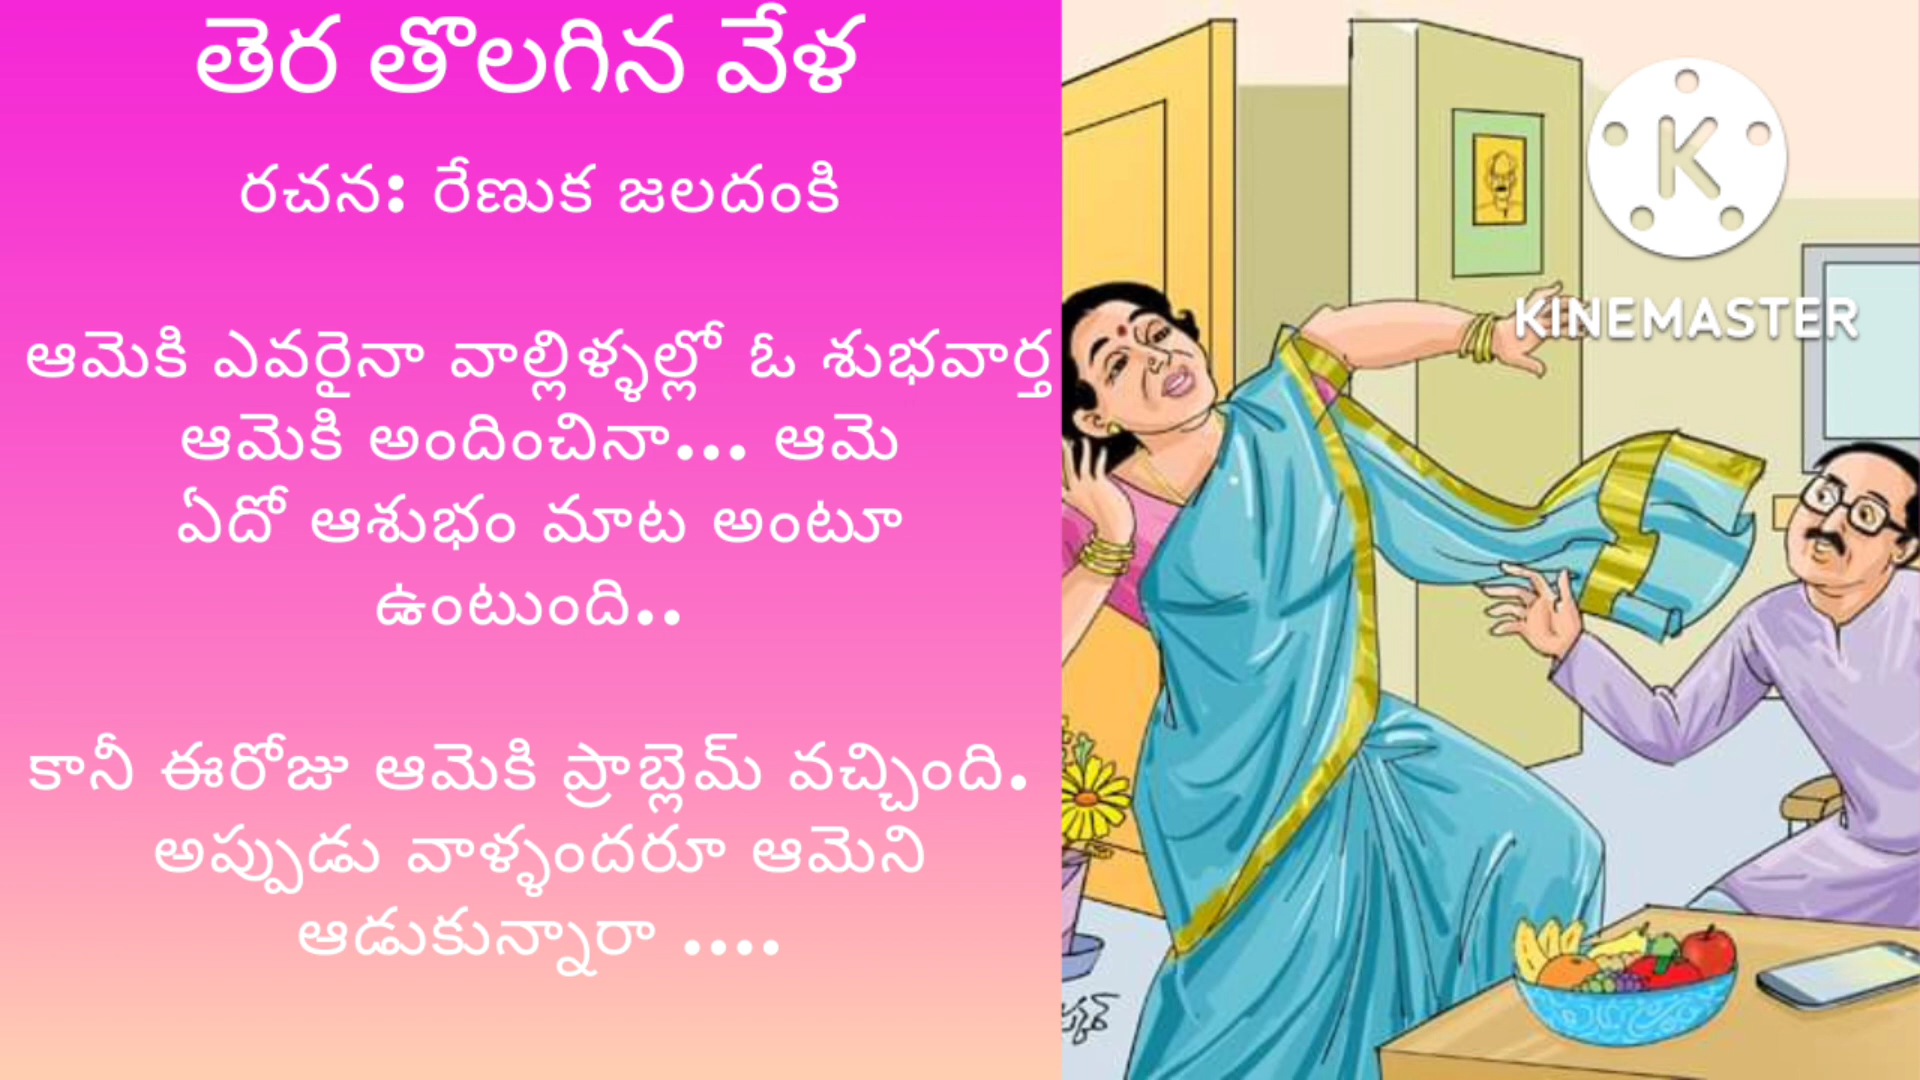 తెర తొలగిన వేళ
రచన: రేణుక జలదంకి
ఆమెకి ఎవరైనా వాల్లిళ్ళల్లో ఓ శుభవార్త
ఆమెకి అందించినా... ఆమె
ఏదో ఆశుభం మాట అంటూ
ఉంటుంది..
కానీ ఈరోజు ఆమెకి ప్రాబ్లెమ్ వచ్చింది.
అప్పుడు వాళ్ళందరూ ఆమెని
ఆడుకున్నారా ....
K
KINEMASTER